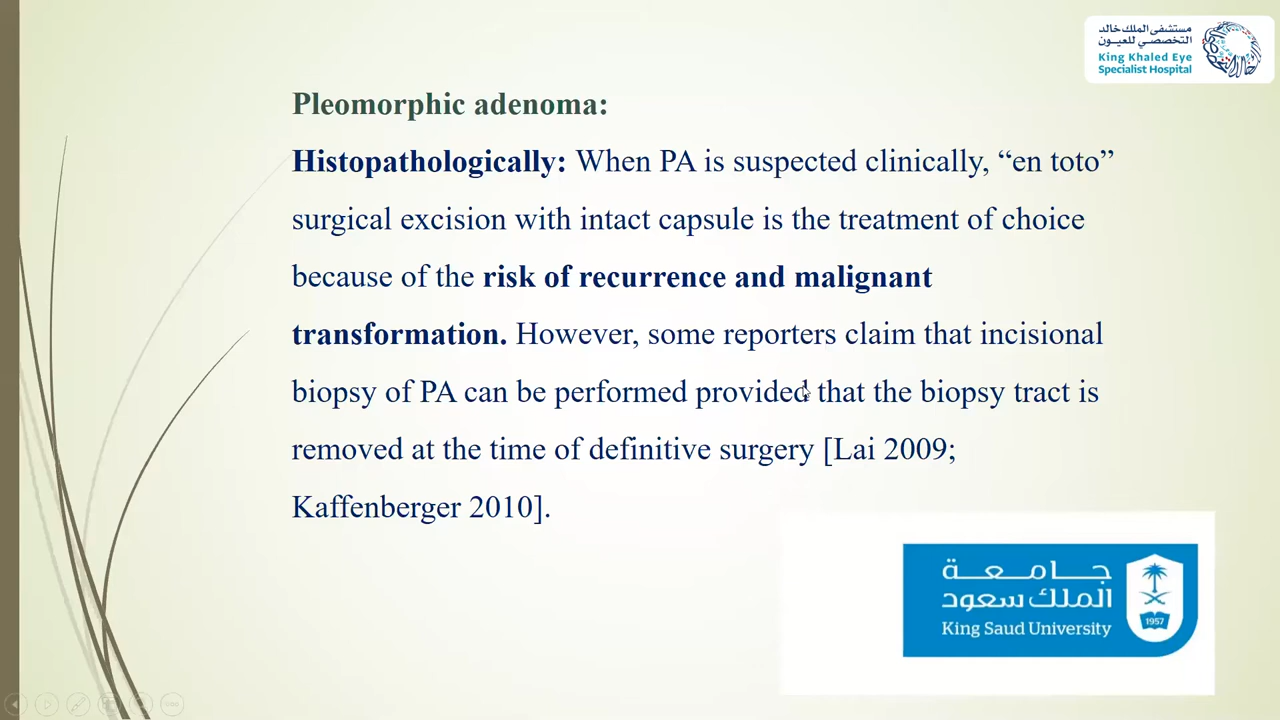 مستشفى الملك خالد
التخصصي للعيون
King Khaled Eye
Specialist Hospital
Pleomorphic adenoma:
Histopathologically: When PA is suspected clinically, “en toto”
surgical excision with intact capsule is the treatment of choice
because of the risk of recurrence and malignant
transformation. However, some reporters claim that incisional
biopsy of PA can be performed provided that the biopsy tract is
removed at the time of definitive surgery [Lai 2009;
Kaffenberger 2010].
جامعة
الملك سعود
King Saud University
1957